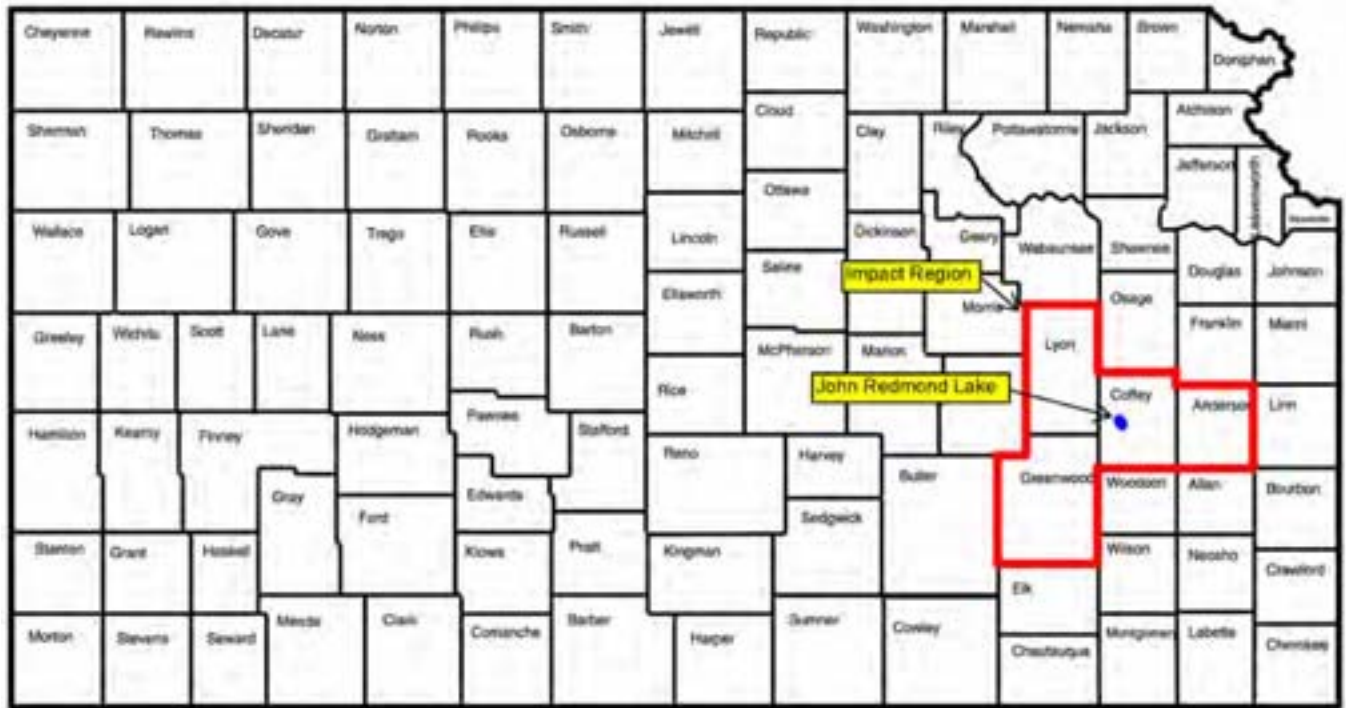 Cheyenne
Rawlins
Decatur
Norton
Phillips
Smith
Jewell
Republic
Washington
Marshall
Nemaha
Brown
Doniphan
Sherman
Thomas
Sheridan
Graham
Rooks
Osborne
Mitchell
Cloud
Clay
Riley
Pottawatomie
Jackson
Atchison
Jefferson
Leavenworth
Wallace
Logan
Gove
Trego
Ellis
Russell
Lincoln
Ottawa
Dickinson
Geary
Wabaunsee
Shawnee
Douglas
Johnson
Saline
Impact Region
Ellsworth
Morris
Osage
Greeley
Wichita
Scott
Lane
Ness
Rush
Barton
Rice
McPherson
Marion
Lyon
Franklin
Miami
John Redmond Lake
Coffey
Anderson
Linn
Hamilton
Kearny
Finney
Hodgeman
Pawnee
Stafford
Reno
Harvey
Butler
Greenwood
Woodson
Allen
Bourbon
Gray
Ford
Edwards
Sedgwick
Stanton
Grant
Haskell
Kiowa
Pratt
Kingman
Wilson
Neosho
Crawford
Elk
Morton
Stevens
Seward
Meade
Clark
Comanche
Barber
Harper
Sumner
Cowley
Chautauqua
Montgomery
Labette
Cherokee